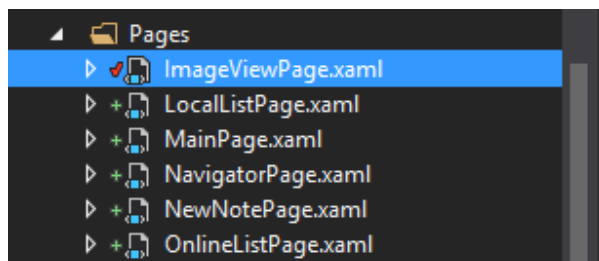 Pages
ImageViewPage.xaml
LocalListPage.xaml
MainPage.xaml
NavigatorPage.xaml
NewNotePage.xaml
OnlineListPage.xaml